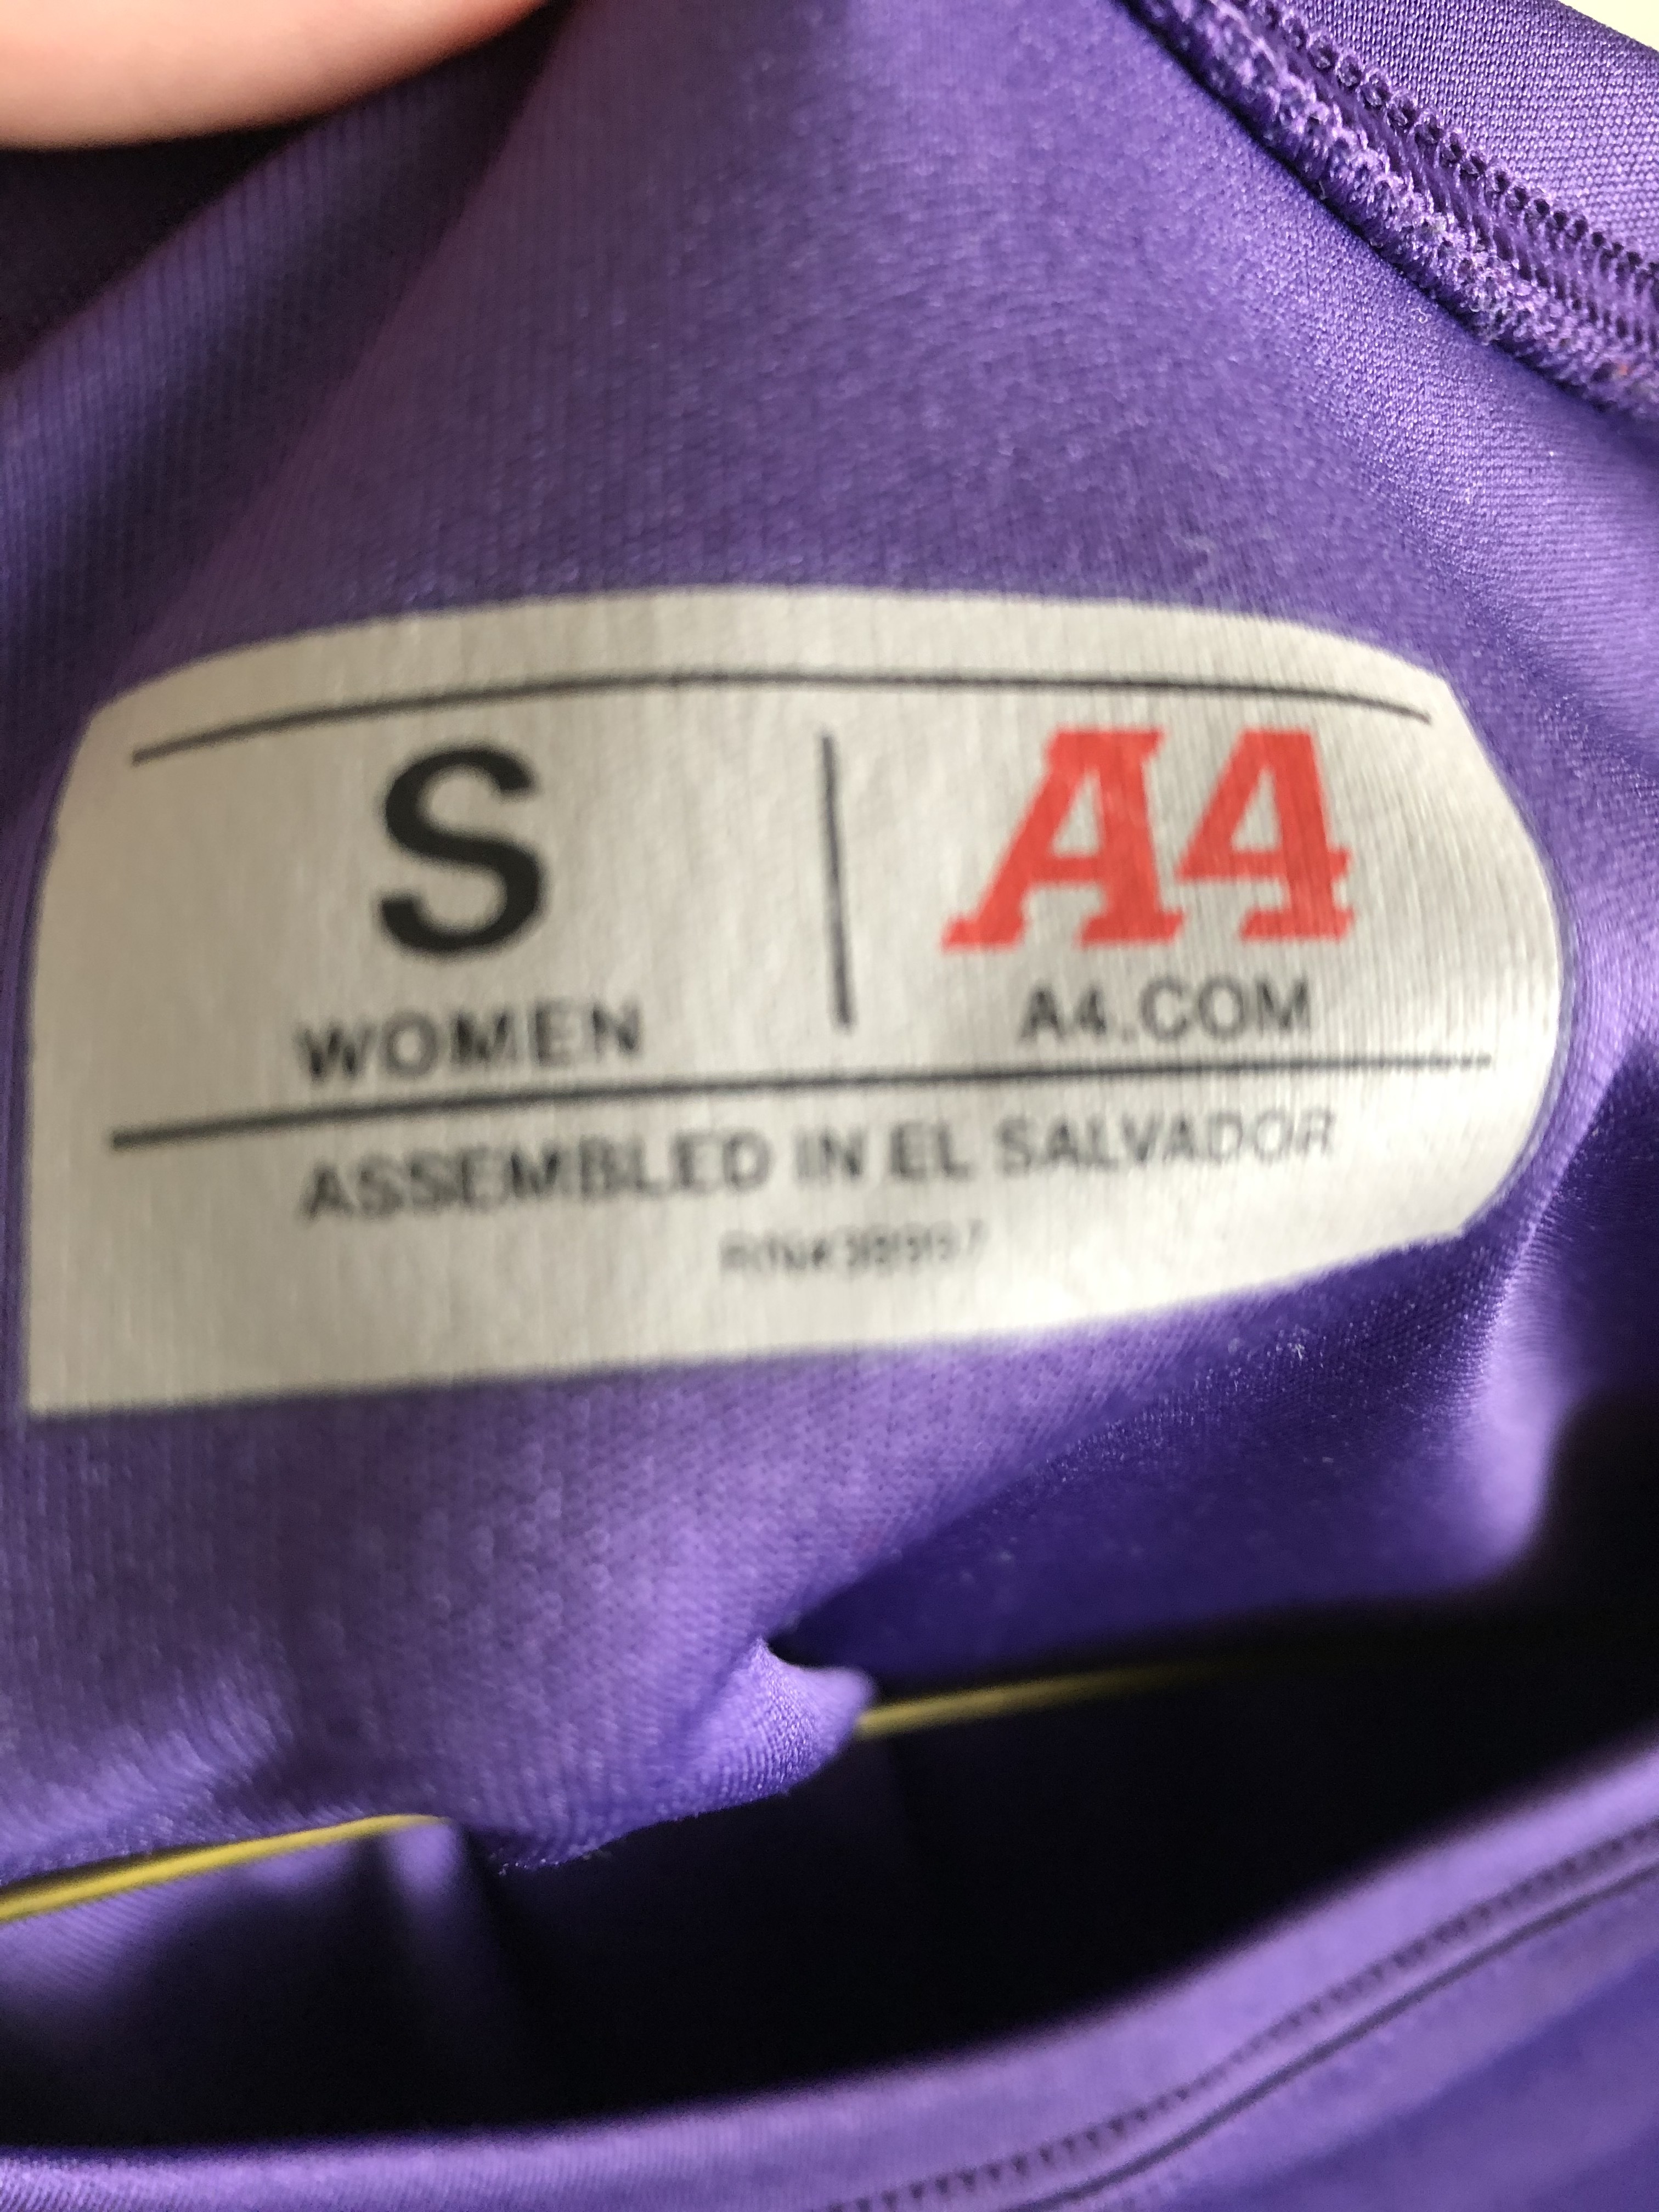 S
WOMEN
A4
A4.COM
ASSEMBLED IN EL SALVADOR